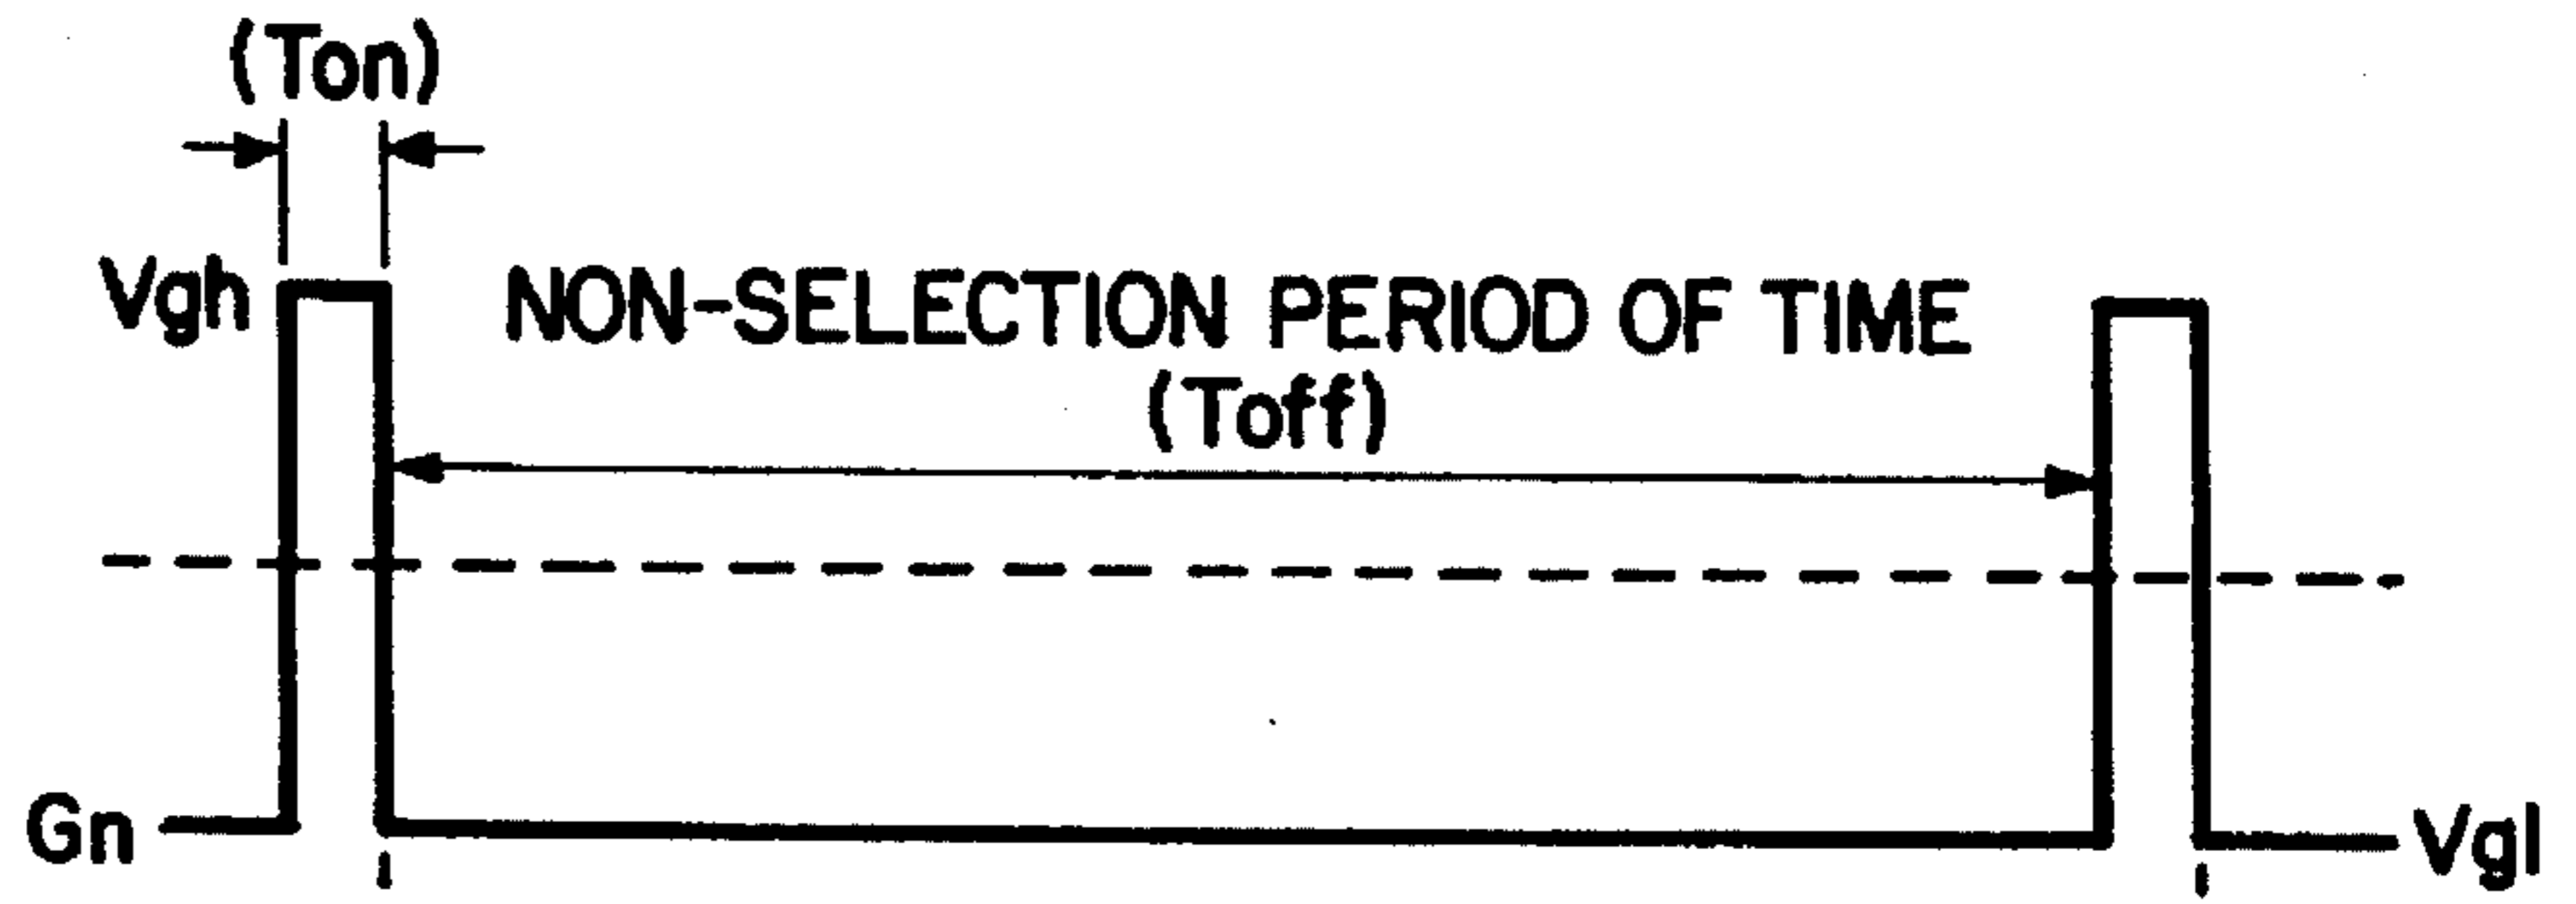 (Ton)
Vgh
NON-SELECTION PERIOD OF TIME
(Toff)
Gn
Vgl